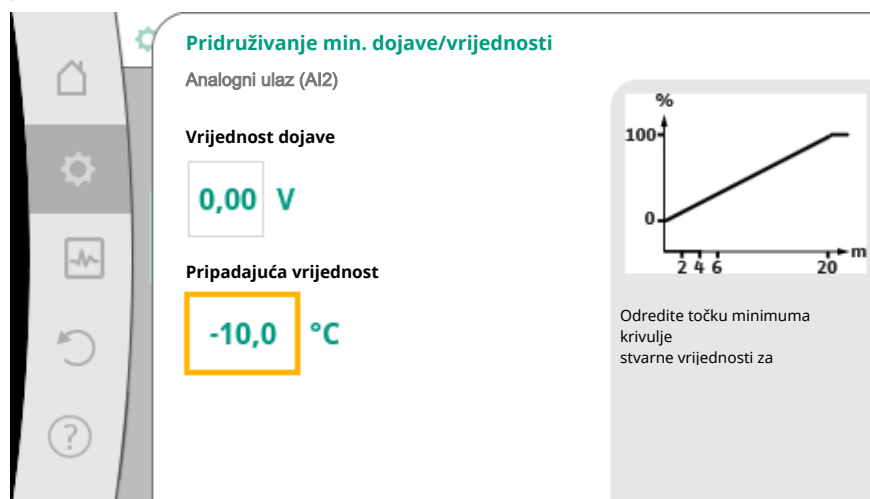 Pridruživanje min. dojave/vrijednosti
Analogni ulaz (AI2)
Vrijednost dojave
0,00 V
Pripadajuća vrijednost
-10,0 °C
%
100
0
2 4 6 20
m
Odredite točku minimuma
krivulje
stvarne vrijednosti za
?